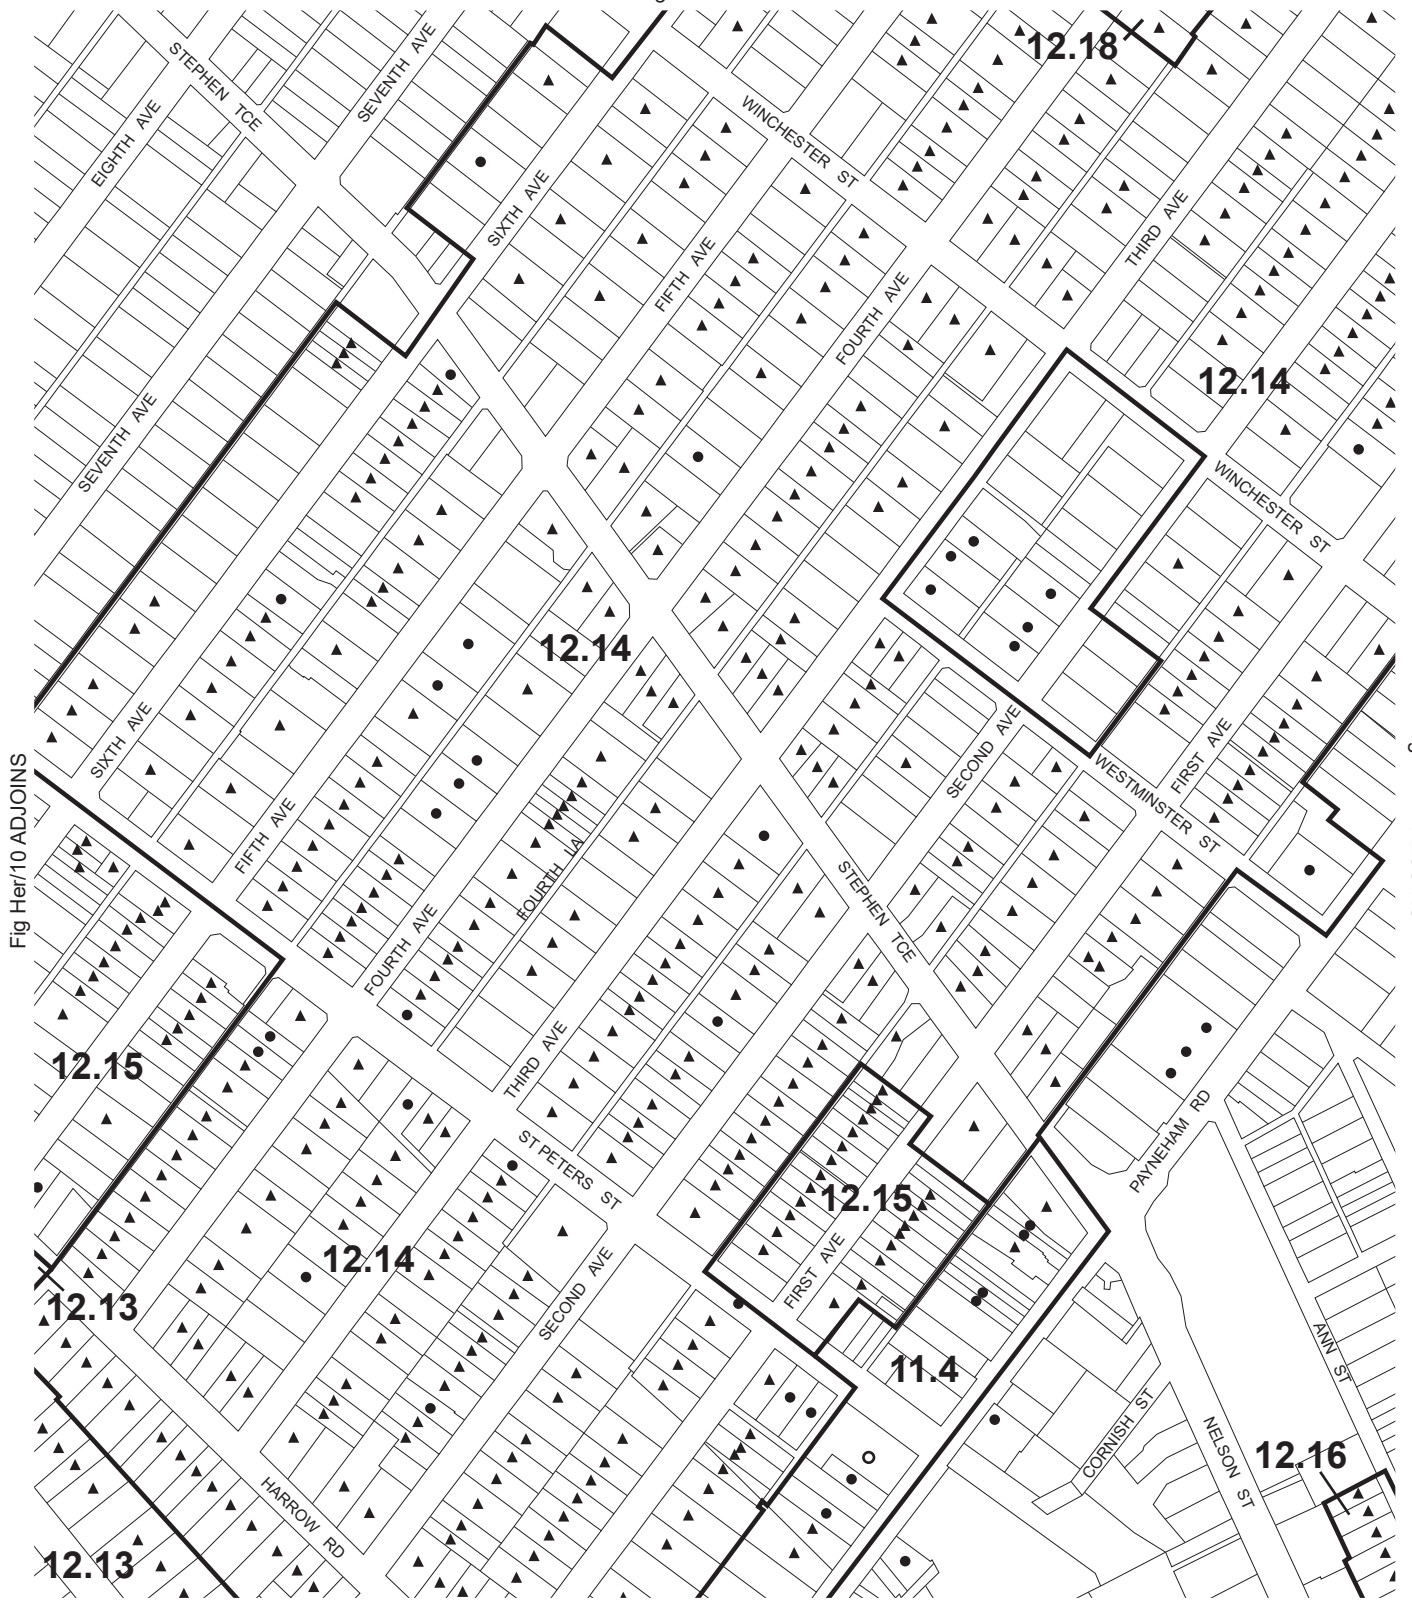 12.18
STEPHEN TCE
SEVENTH AVE
EIGHTH AVE
WINCHESTER ST
SIXTH AVE
THIRD AVE
FIFTH AVE
FOURTH AVE
12.14
SEVENTH AVE
WINCHESTER ST
12.14
SIXTH AVE
SECOND AVE
FIRST AVE
WESTMINSTER ST
Fig Her/10 ADJOINS
FIFTH AVE
FOURTH LA
STEPHEN TCE
FOURTH AVE
THIRD AVE
12.15
PAYNEHAM RD
ST PETERS ST
12.15
12.14
SECOND AVE
FIRST AVE
12.13
11.4
ANN ST
CORNISH ST
NELSON ST
12.16
HARROW RD
12.13